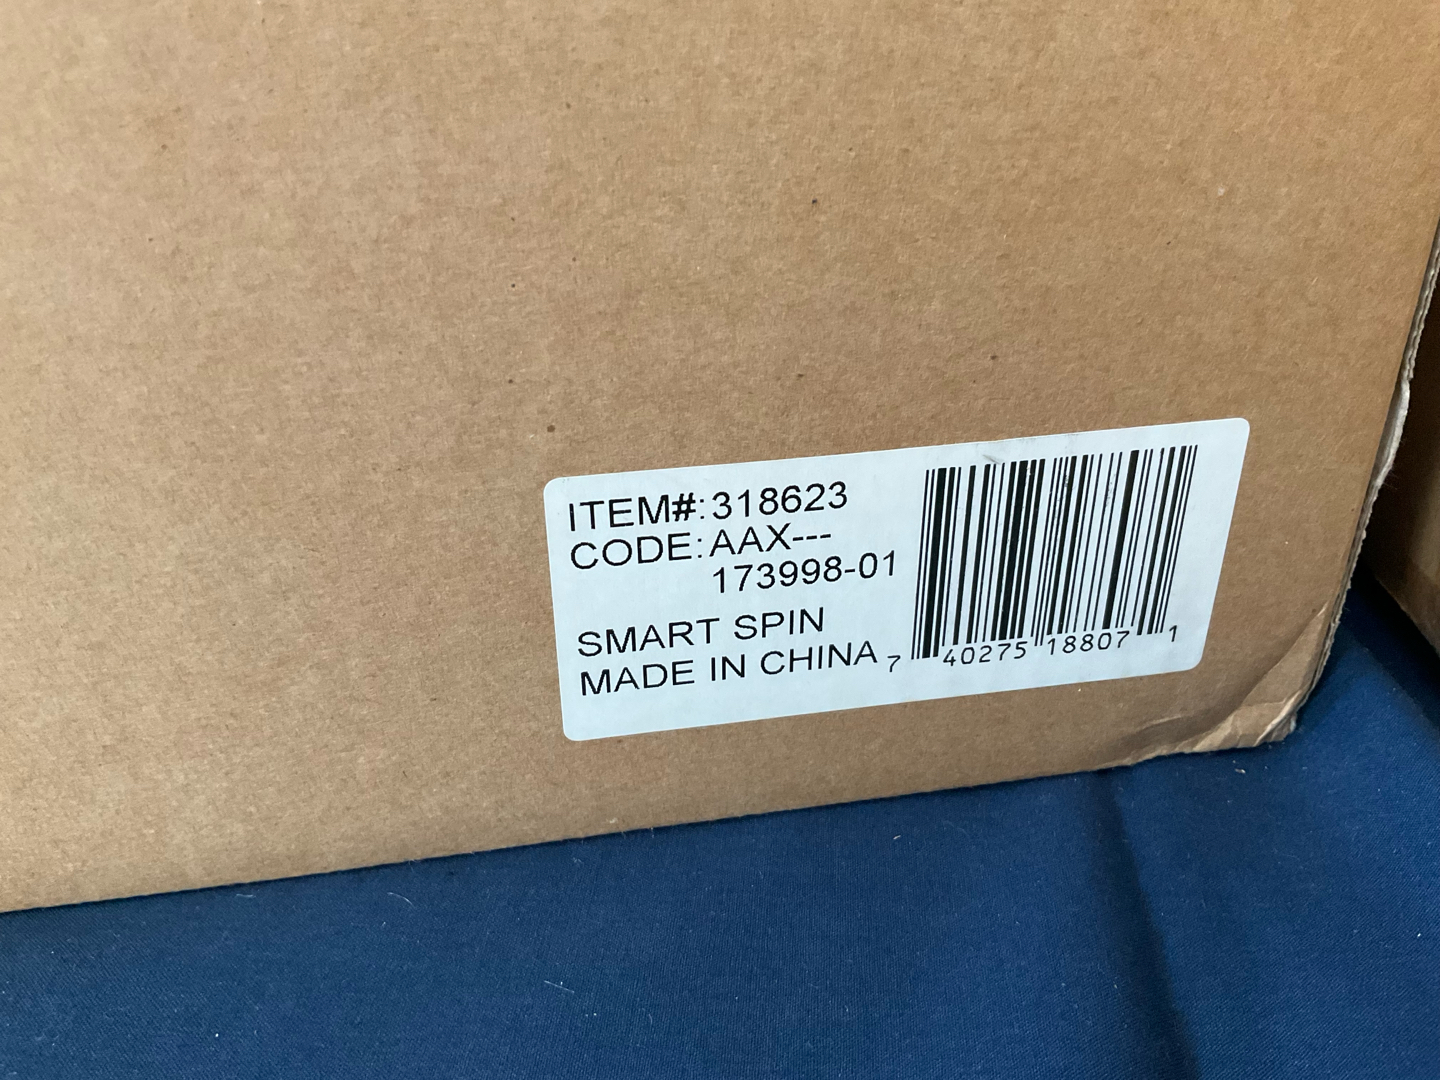 ITEM#:318623
CODE:AAX---
173998-01
SMART SPIN
MADE IN CHINA
7 40275 18807 1